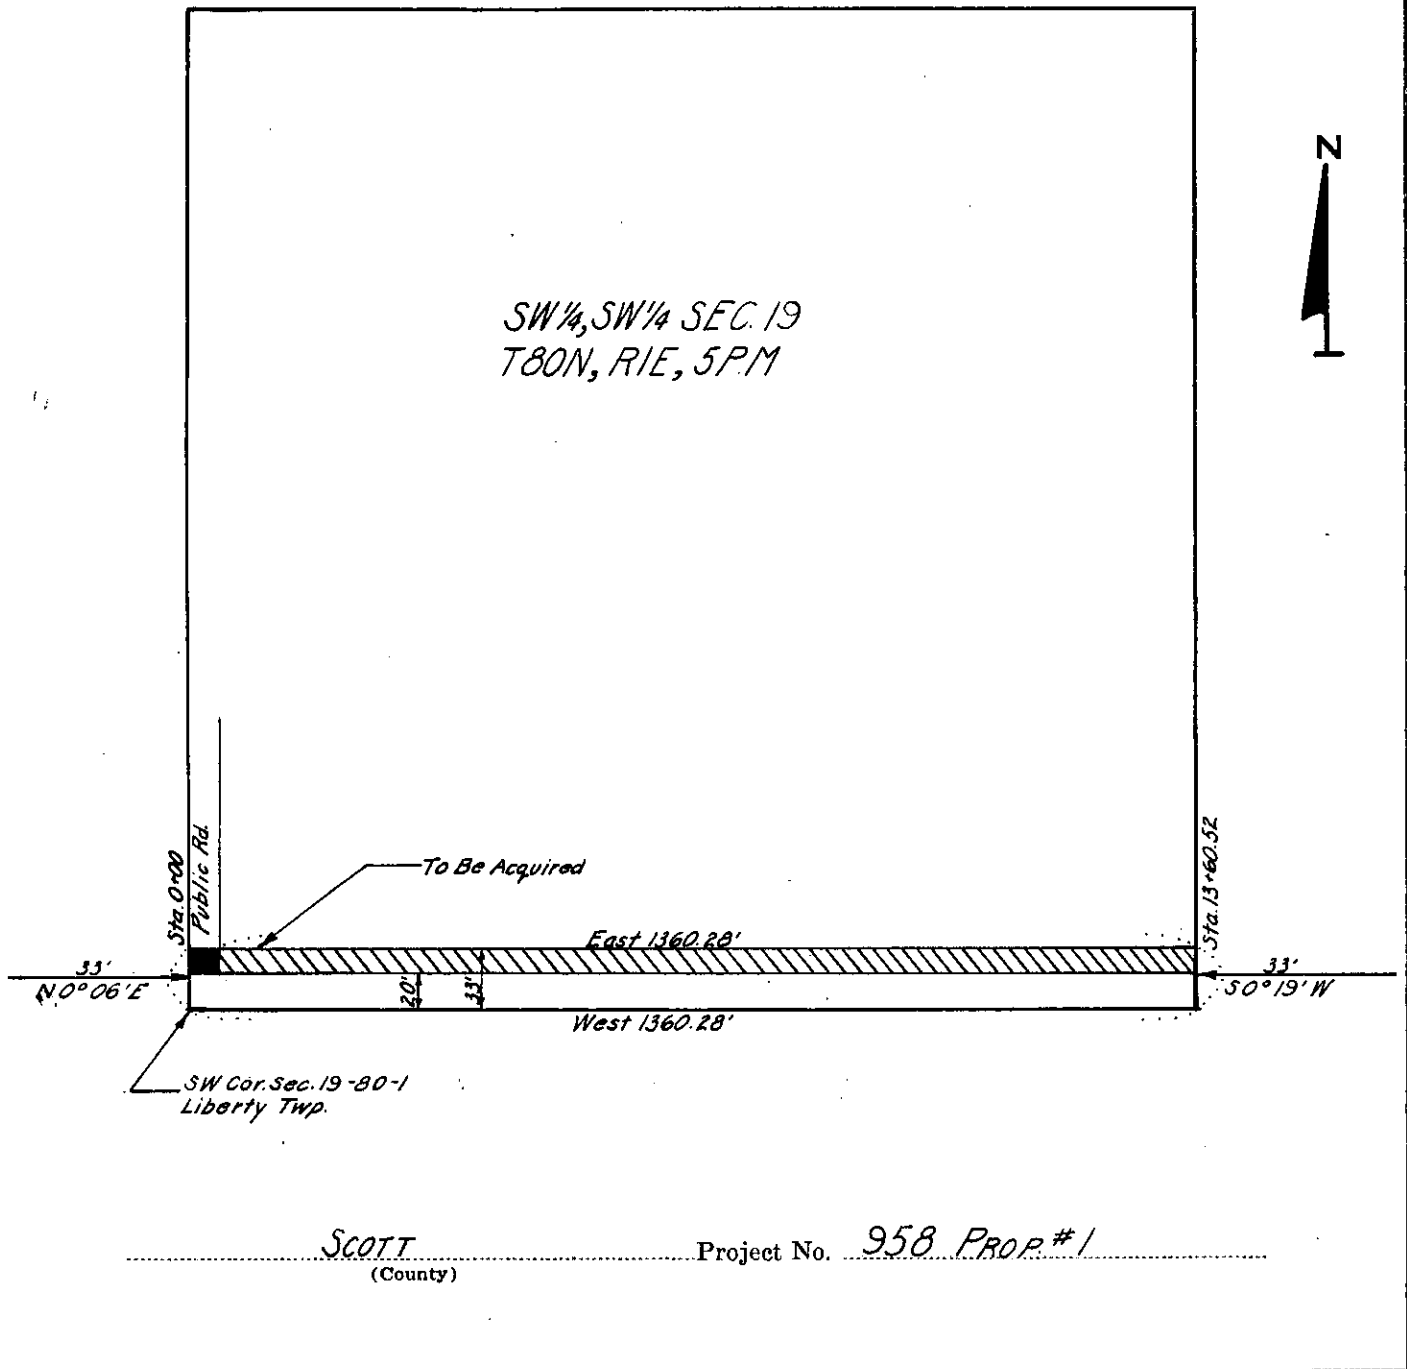 N
SW¼, SW¼ SEC. 19
T80N, R1E, 5P.M
Sta. 0+00
Public Rd.
Sta. 13+60.52
To Be Acquired
East 1360.28'
33'
N0°06'E
20'
33'
33'
S0°19'W
West 1360.28'
SW Cor. Sec. 19-80-1
Liberty Twp.
SCOTT Project No. 958 PROP. #1
(County)